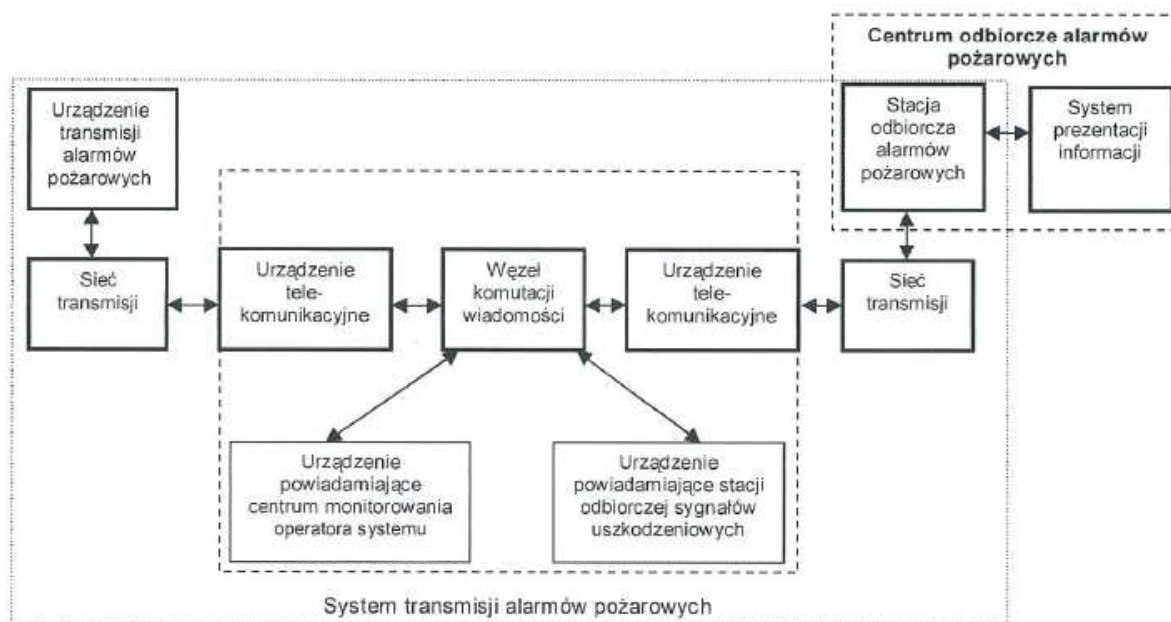 Centrum odbiorcze alarmów
pożarowych
Urządzenie
transmisji
alarmów
pożarowych
Stacja
odbiorcza
alarmów
pożarowych
System
prezentacji
informacji
Sieć
transmisji
Urządzenie
tele-
komunikacyjne
Węzeł
komutacji
wiadomości
Urządzenie
tele-
komunikacyjne
Sieć
transmisji
Urządzenie
powiadamiające
centrum monitorowania
operatora systemu
Urządzenie
powiadamiające stacji
odbiorczej sygnałów
uszkodzeniowych
System transmisji alarmów pożarowych